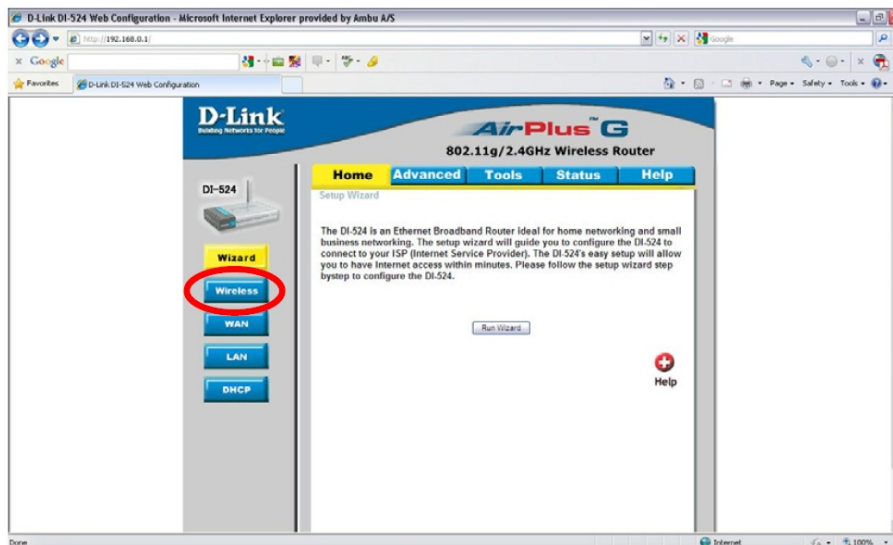 D-Link DI-524 Web Configuration - Microsoft Internet Explorer provided by Ambu A/S
http://192.168.0.1/
Google
x Google
Favorites D-Link DI-524 Web Configuration
Page Safety Tools
D-Link
Building Networks for People
AirPlus G
TM
802.11g/2.4GHz Wireless Router
DI-524
Home Advanced Tools Status Help
Setup Wizard
The DI-524 is an Ethernet Broadband Router ideal for home networking and small
business networking. The setup wizard will guide you to configure the DI-524 to
connect to your ISP (Internet Service Provider). The DI-524's easy setup will allow
you to have Internet access within minutes. Please follow the setup wizard step
bystep to configure the DI-524.
Wizard
Wireless
WAN
LAN
DHCP
Run Wizard
Help
Done
Internet
100%